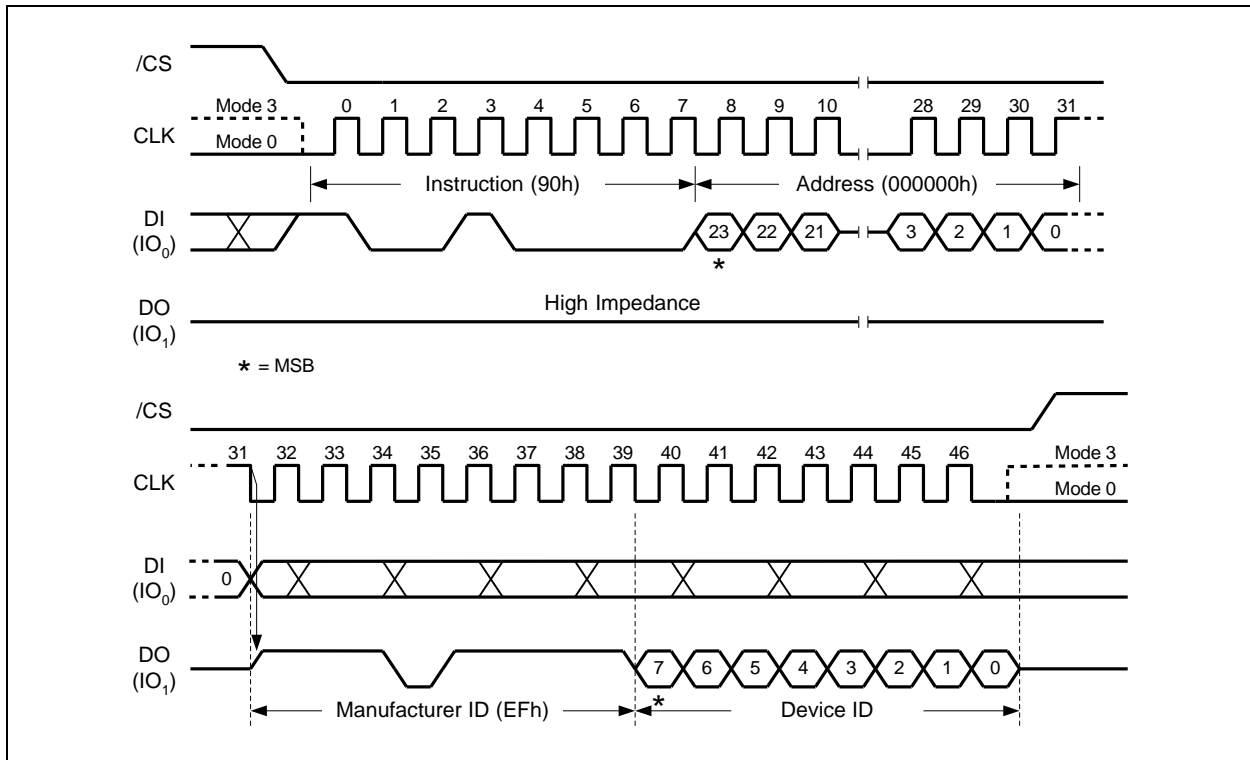 /CS
Mode 3
0 1 2 3 4 5 6 7 8 9 10 28 29 30 31
CLK
Mode 0
Instruction (90h) Address (000000h)
DI
(IO0)
23 22 21 3 2 1 0
*
High Impedance
DO
(IO1)
* = MSB
/CS
31 32 33 34 35 36 37 38 39 40 41 42 43 44 45 46 Mode 3
CLK
Mode 0
DI
(IO0)
0
DO
(IO1)
7 6 5 4 3 2 1 0
*
Manufacturer ID (EFh) Device ID